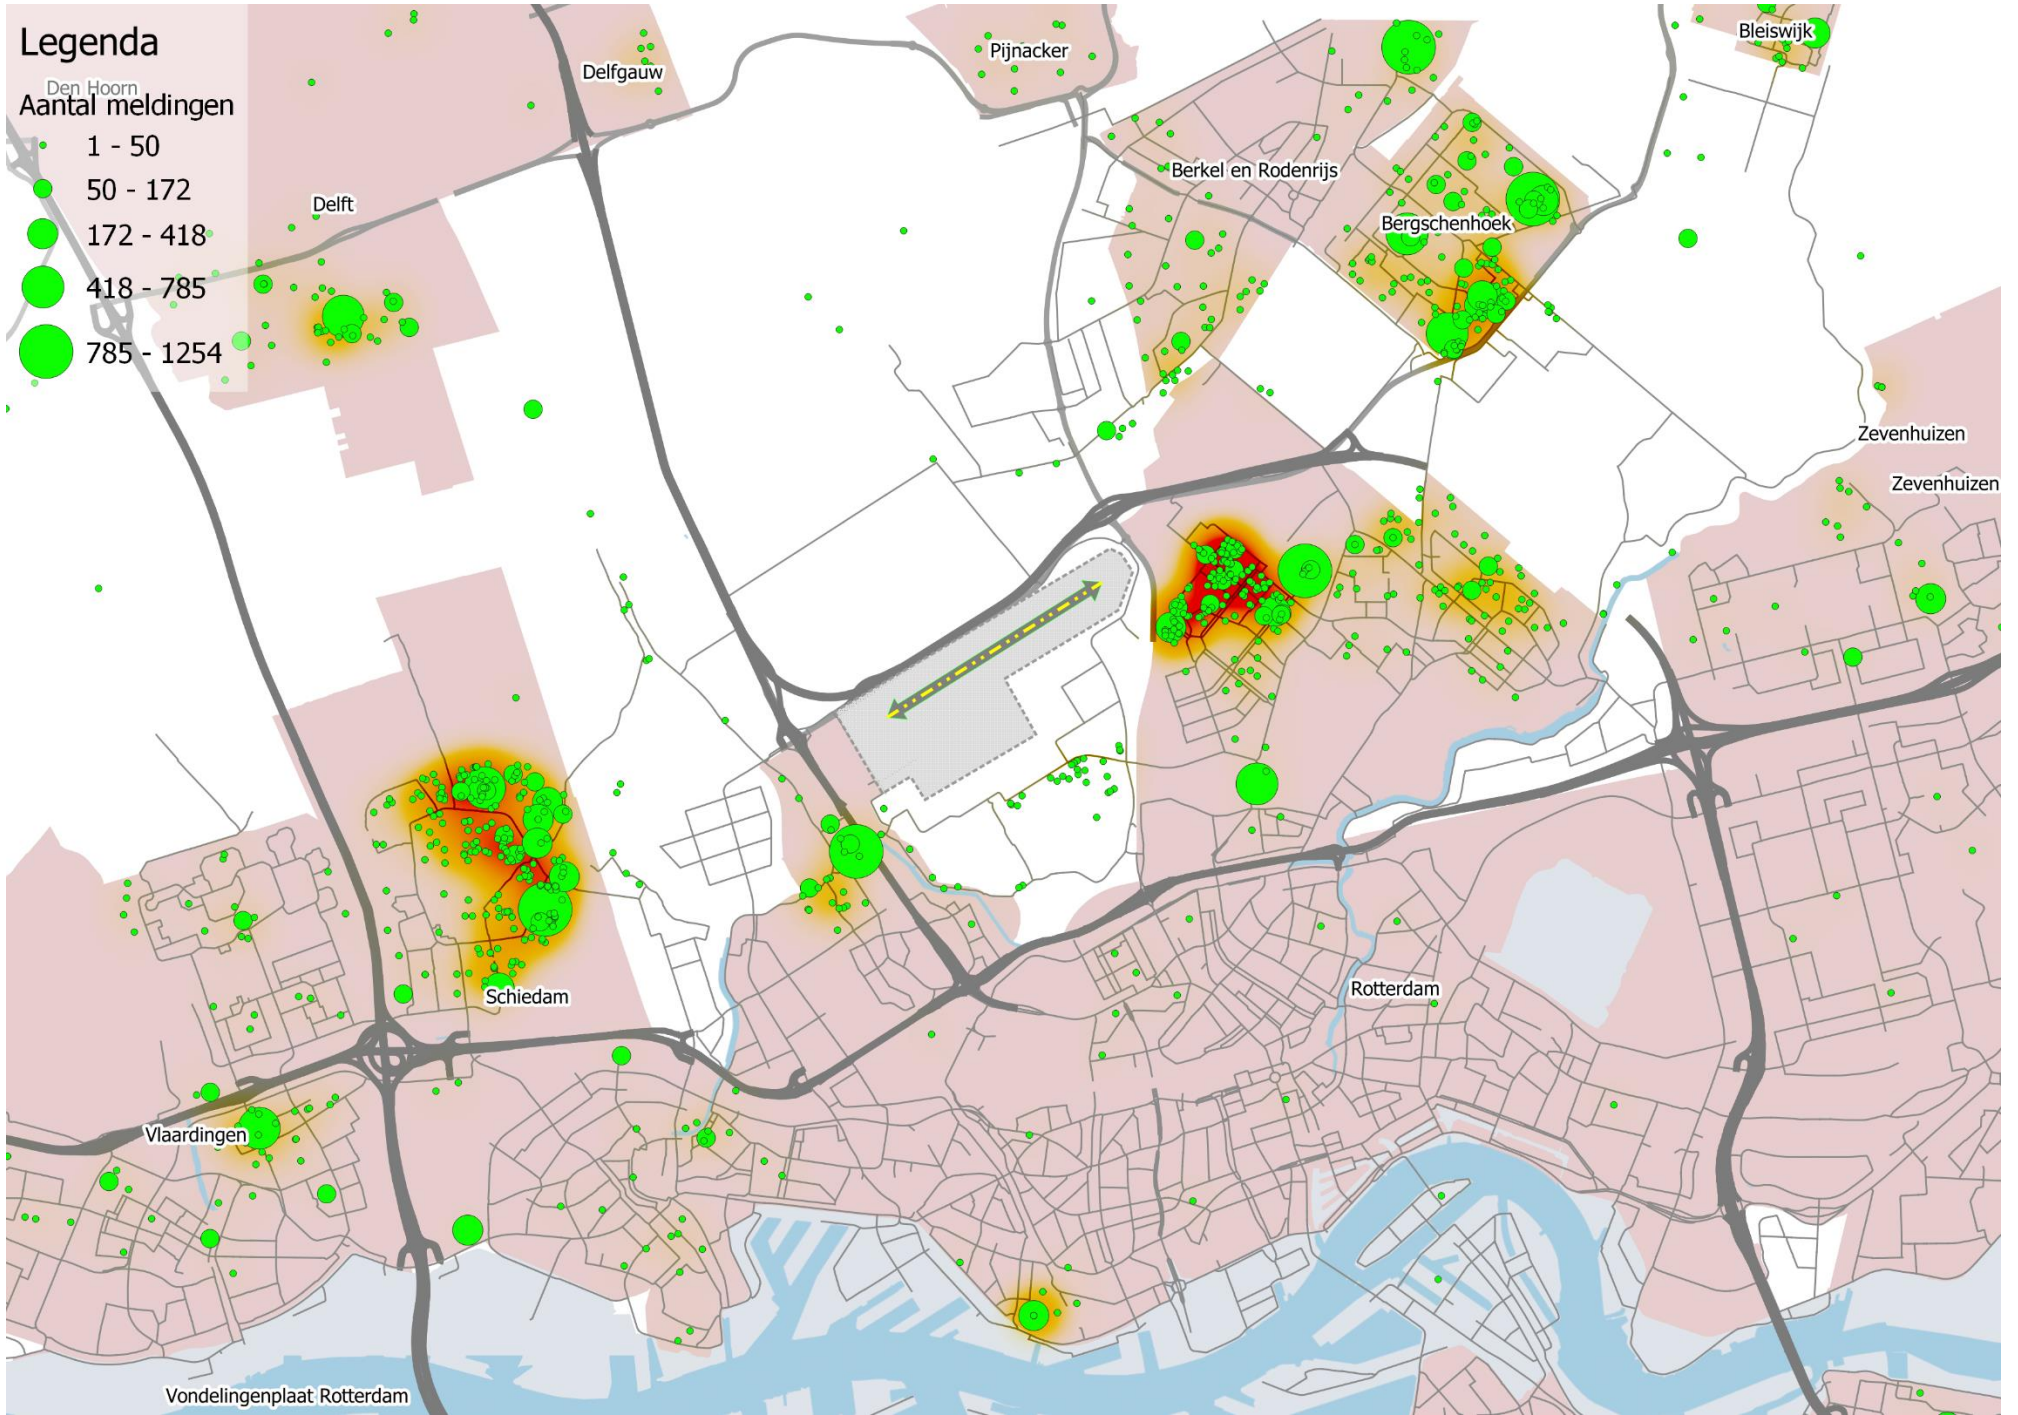 Legenda
Den Hoorn
Aantal meldingen
1 - 50
50 - 172
172 - 418
418 - 785
785 - 1254
Delfgauw
Pijnacker
Bleiswijk
Delft
Berkel en Rodenrijs
Bergschenhoek
Zevenhuizen
Zevenhuizen
Schiedam
Rotterdam
Vlaardingen
Vondelingenplaat Rotterdam